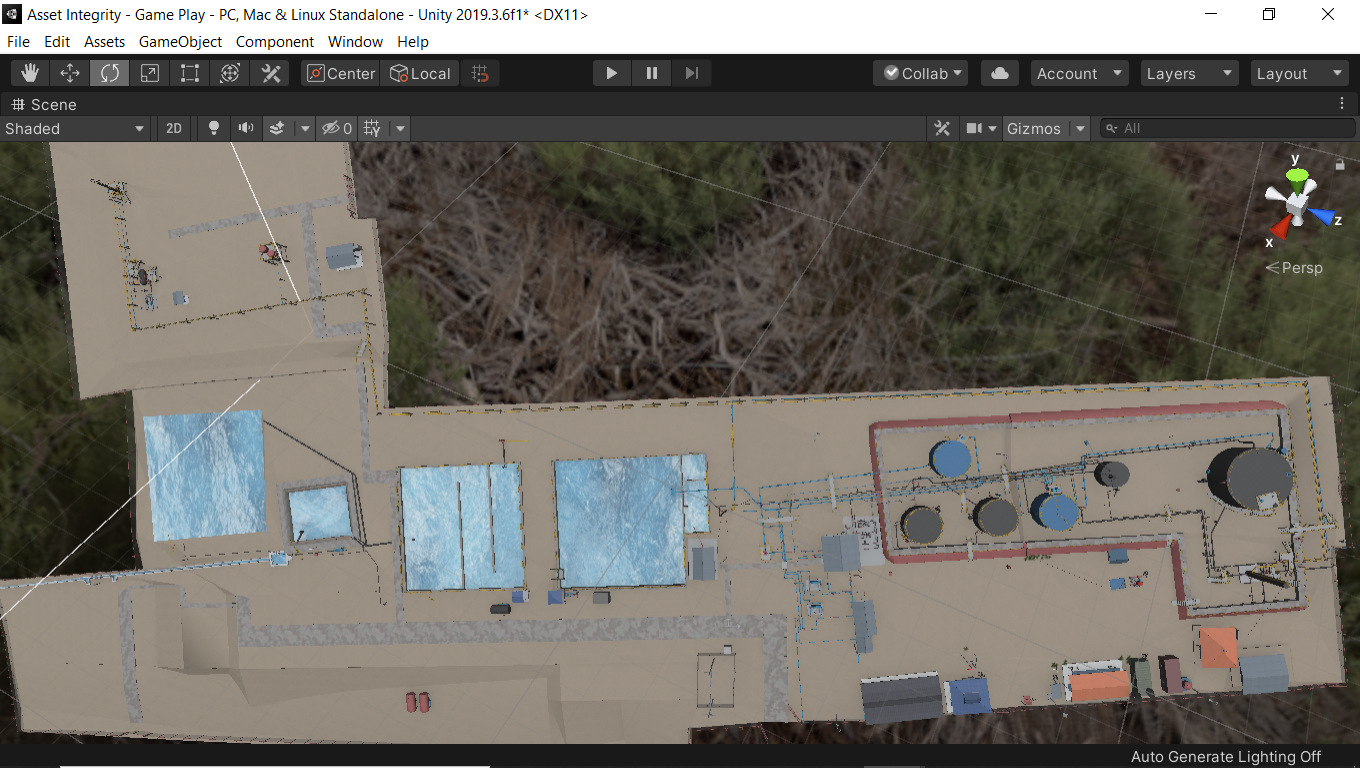 Asset Integrity - Game Play - PC, Mac & Linux Standalone - Unity 2019.3.6f1* <DX11>
File Edit Assets GameObject Component Window Help
Center Local Collab Account Layers Layout
Scene
Shaded 2D 0 Gizmos All
y
z
x
Persp
Auto Generate Lighting Off